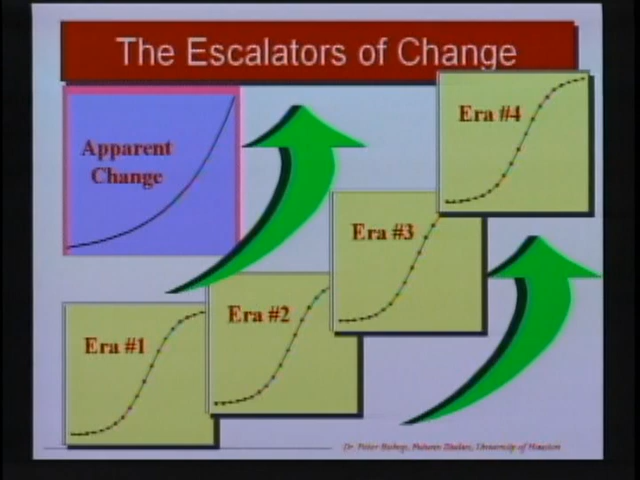 The Escalators of Change
Apparent
Change
Era #4
Era #3
Era #2
Era #1
Dr. Peter Bishop, Futures Studies, University of Houston